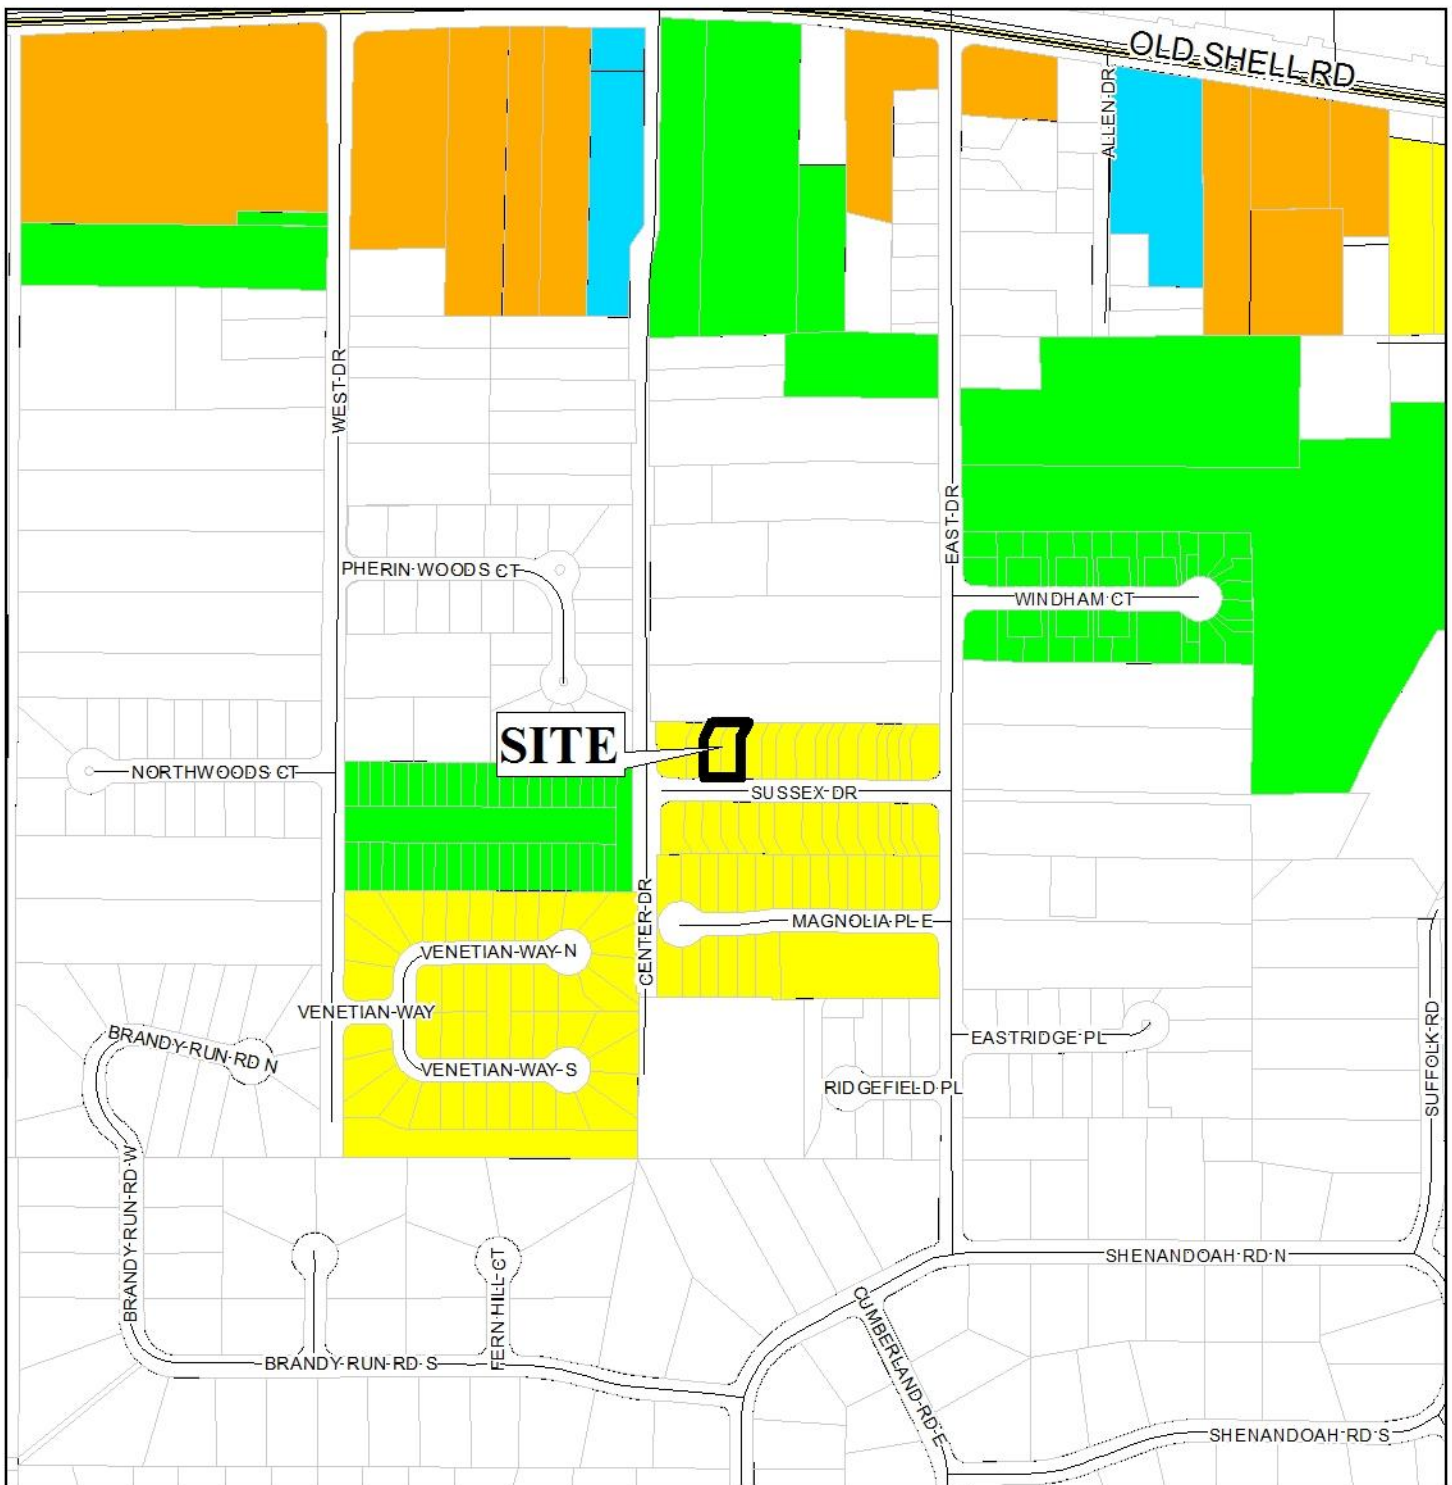 OLD SHELL RD
ALLEN DR
WEST DR
EAST DR
PHERIN WOODS CT
WINDHAM CT
SITE
NORTHWOODS CT
SUSSEX DR
CENTER DR
MAGNOLIA PL E
VENETIAN WAY N
VENETIAN WAY
BRANDY RUN RD N
EASTRIDGE PL
VENETIAN WAY S
RIDGEFIELD PL
SUFFOLK RD
BRANDY RUN RD W
SHENANDOAH RD N
FERN HILL CT
CUMBERLAND RD E
BRANDY RUN RD S
SHENANDOAH RD S